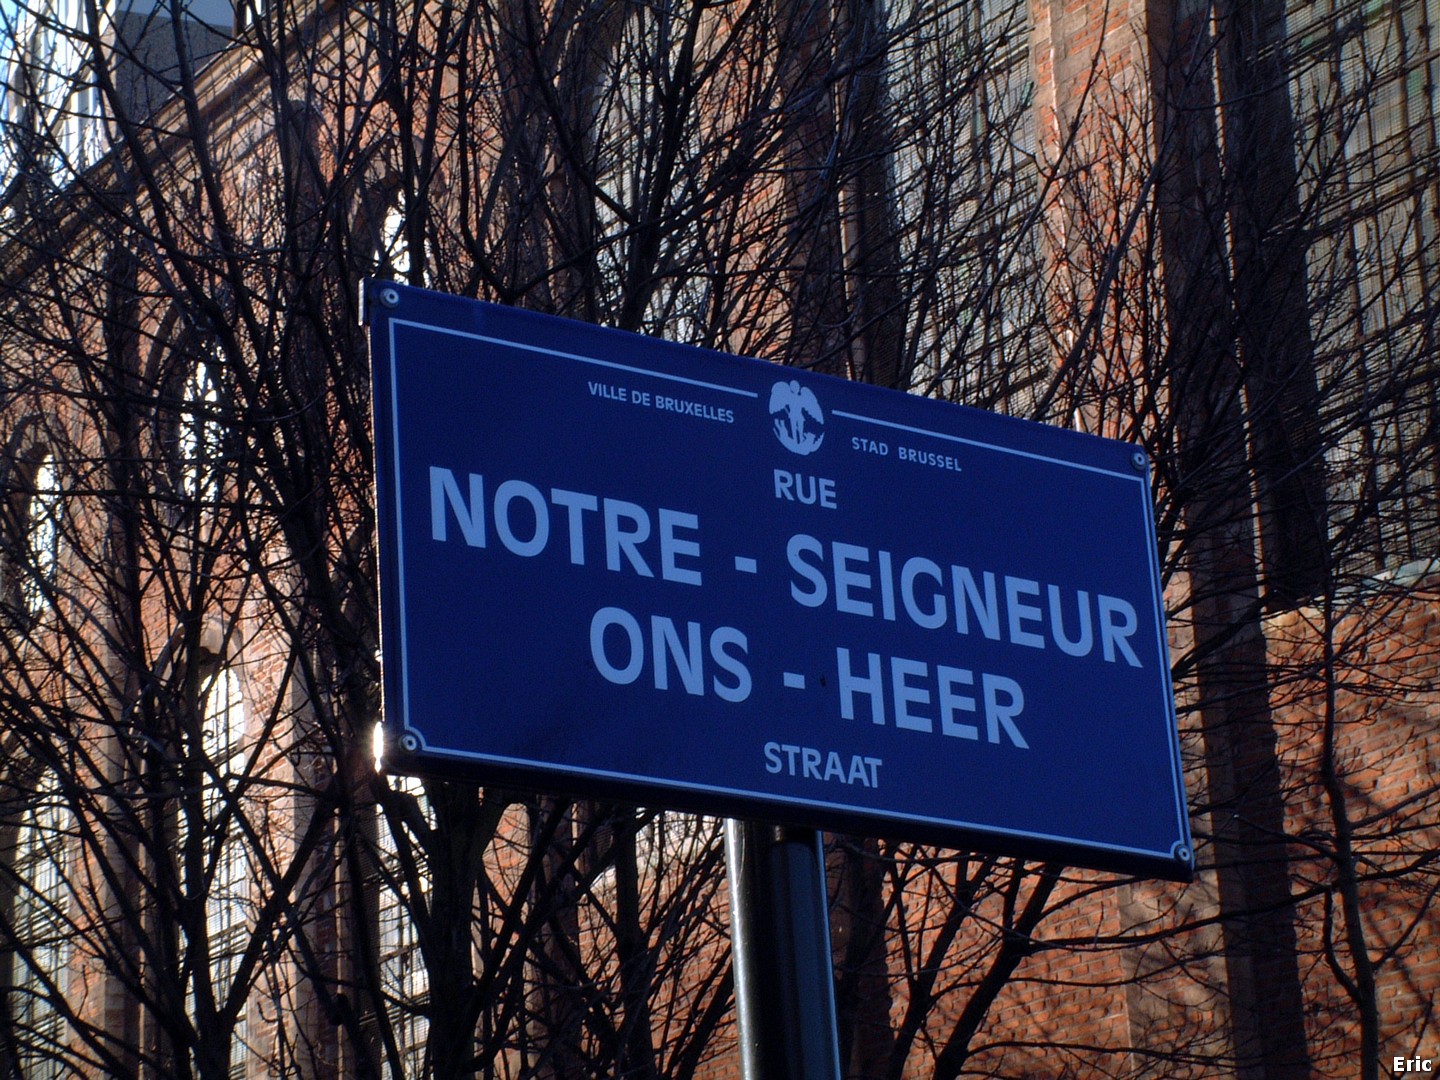 VILLE DE BRUXELLES
STAD BRUSSEL
RUE
NOTRE - SEIGNEUR
ONS - HEER
STRAAT
Eric